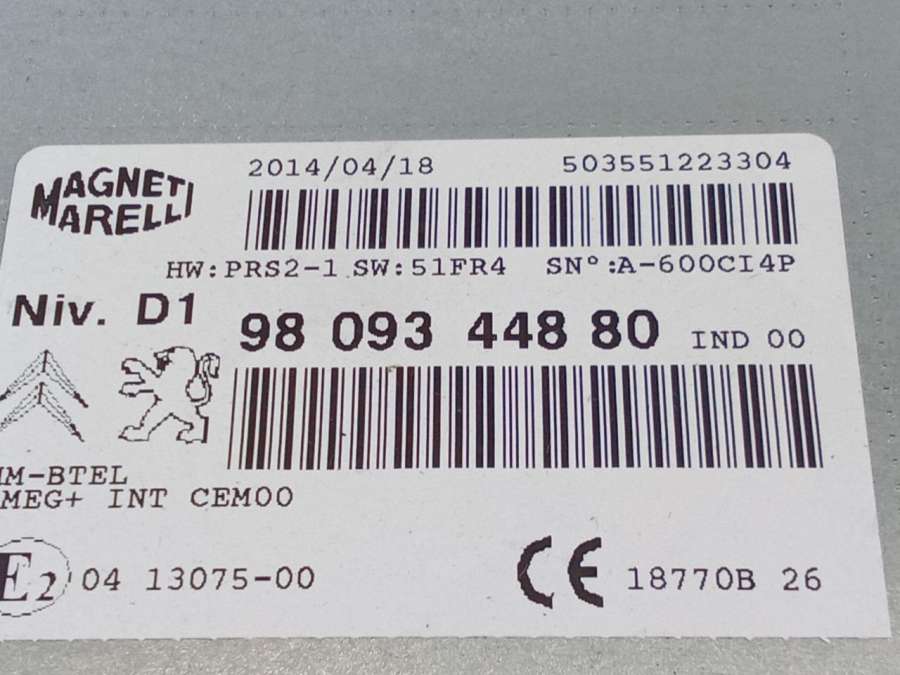 MAGNETI
MARELLI
2014/04/18 503551223304
HW:PRS2-1 SW:51FR4 SN°:A-600CI4P
Niv. D1 98 093 448 80 IND 00
M-BTEL
MEG+ INT CEM00
E2 04 13075-00 CE 18770B 26